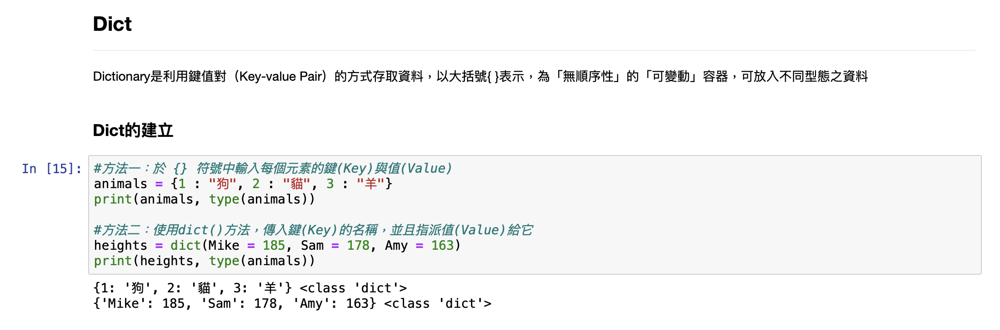 Dict
Dictionary是利用鍵值對（Key-value Pair）的方式存取資料，以大括號{ }表示，為「無順序性」的「可變動」容器，可放入不同型態之資料
Dict的建立
In [15]:
#方法一：於 {} 符號中輸入每個元素的鍵(Key)與值(Value)
animals = {1 : "狗", 2 : "貓", 3 : "羊"}
print(animals, type(animals))
#方法二：使用dict()方法，傳入鍵(Key)的名稱，並且指派值(Value)給它
heights = dict(Mike = 185, Sam = 178, Amy = 163)
print(heights, type(animals))
{1: '狗', 2: '貓', 3: '羊'} <class 'dict'>
{'Mike': 185, 'Sam': 178, 'Amy': 163} <class 'dict'>